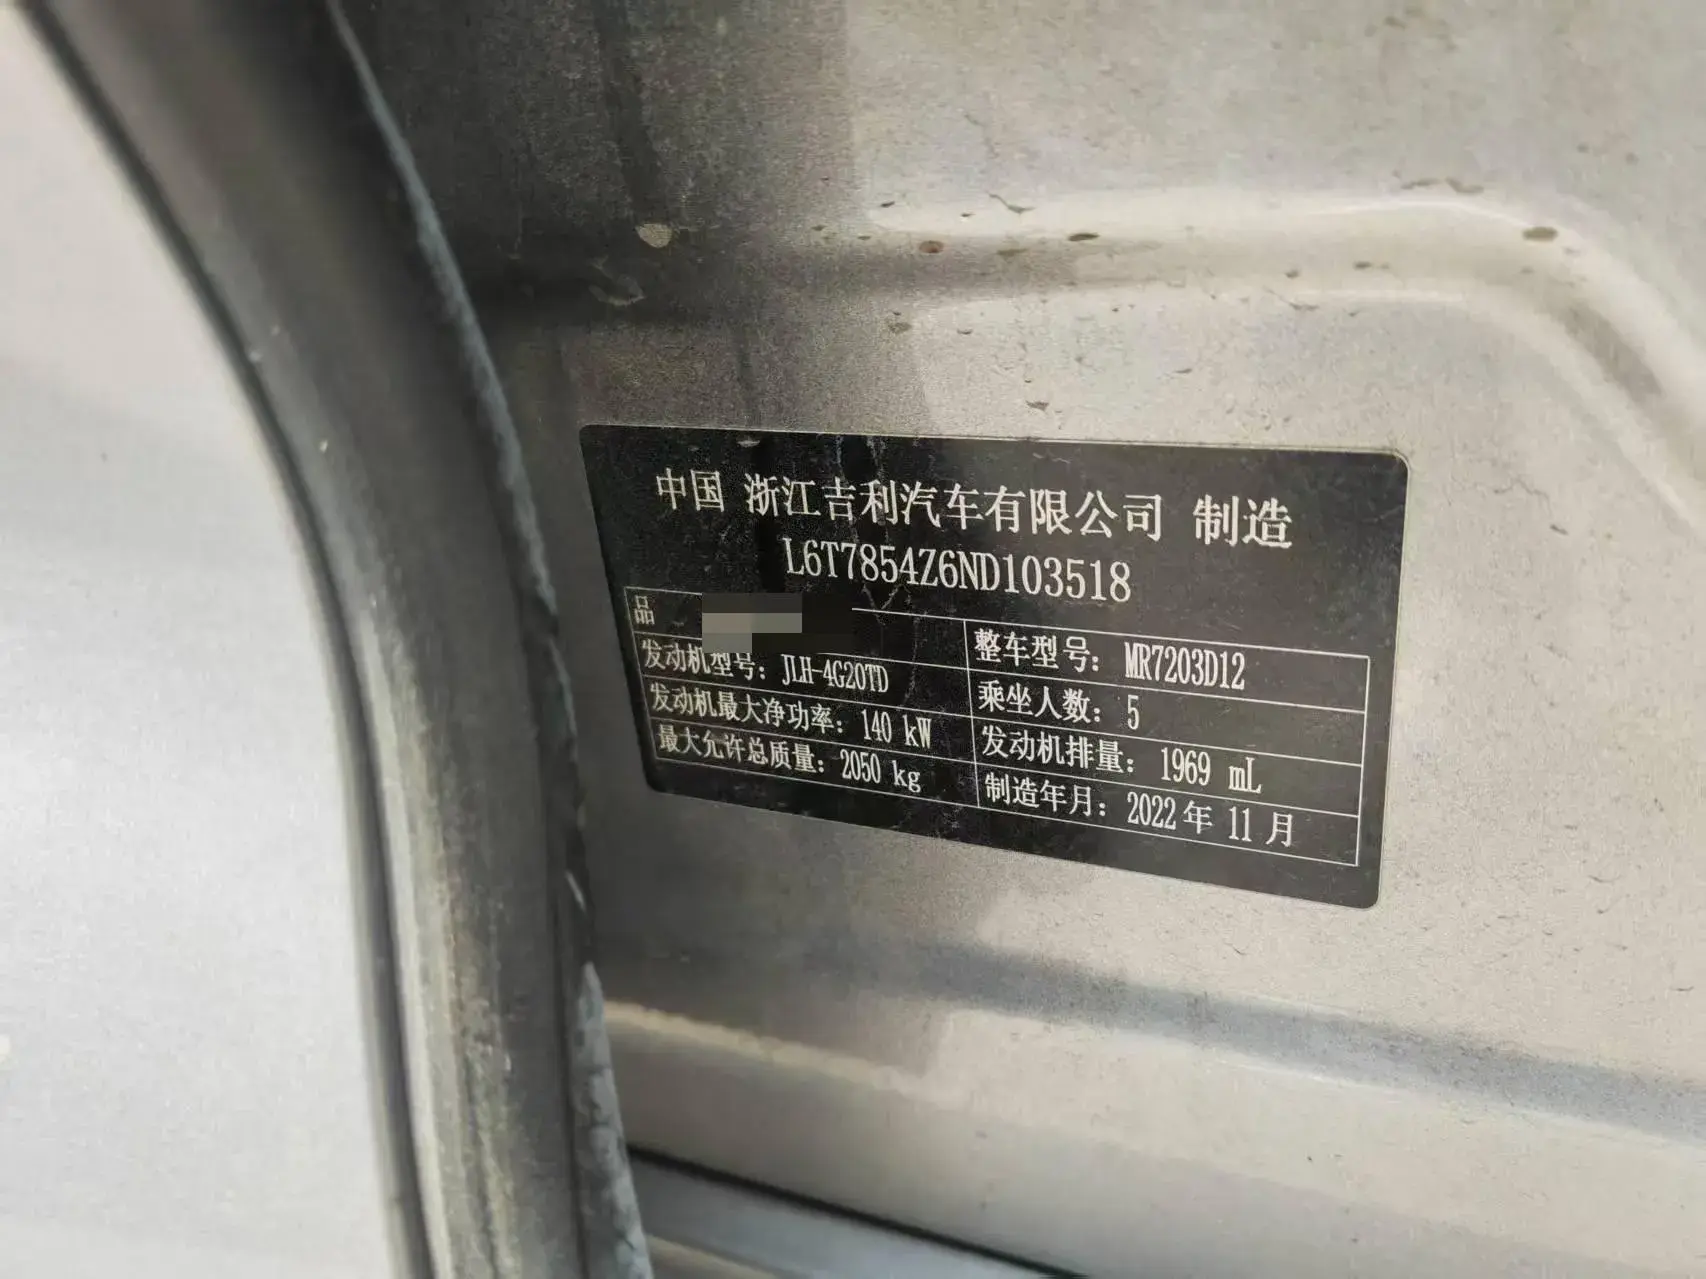 中国 浙江吉利汽车有限公司 制造
L6T7854Z6ND103518
品
整车型号：MR7203D12
发动机型号：JLH-4G20TD
乘坐人数：5
发动机最大净功率：140 kW
发动机排量：1969 mL
最大允许总质量：2050 kg
制造年月：2022年 11 月